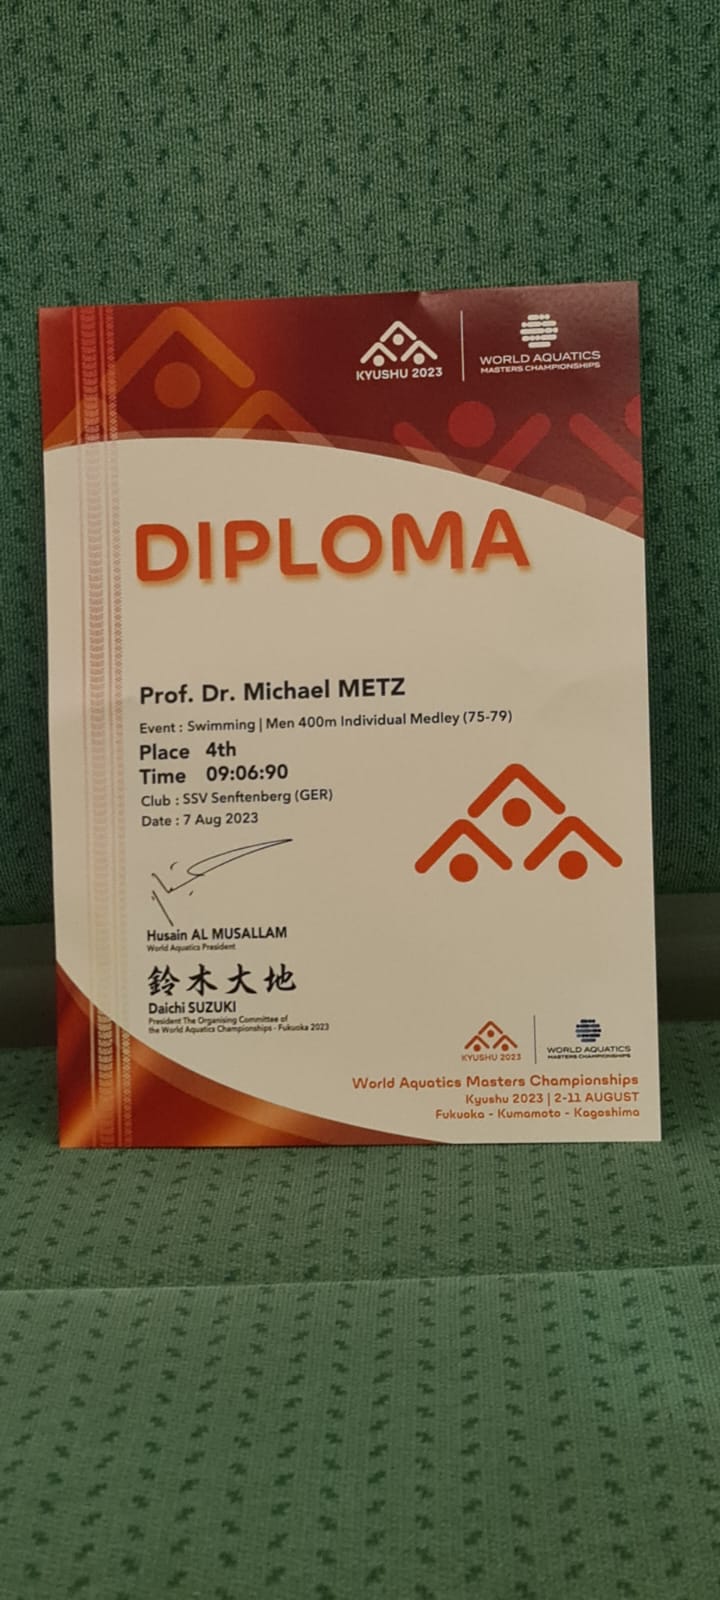 KYUSHU 2023
WORLD AQUATICS
MASTERS CHAMPIONSHIPS
DIPLOMA
Prof. Dr. Michael METZ
Event : Swimming | Men 400m Individual Medley (75-79)
Place 4th
Time 09:06:90
Club : SSV Senftenberg (GER)
Date : 7 Aug 2023
Husain AL MUSALLAM
World Aquatics President
鈴木大地
Daichi SUZUKI
President The Organising Committee of
the World Aquatics Championships - Fukuoka 2023
KYUSHU 2023
WORLD AQUATICS
MASTERS CHAMPIONSHIPS
World Aquatics Masters Championships
Kyushu 2023 | 2-11 AUGUST
Fukuoka - Kumamoto - Kagoshima